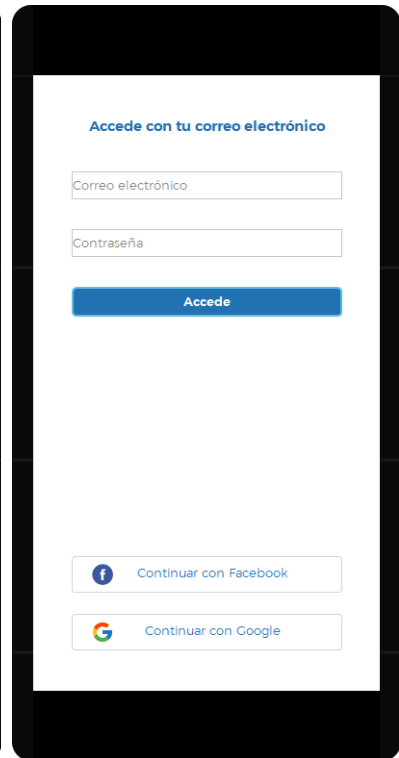 Accede con tu correo electrónico
Correo electrónico
Contraseña
Accede
Continuar con Facebook
Continuar con Google